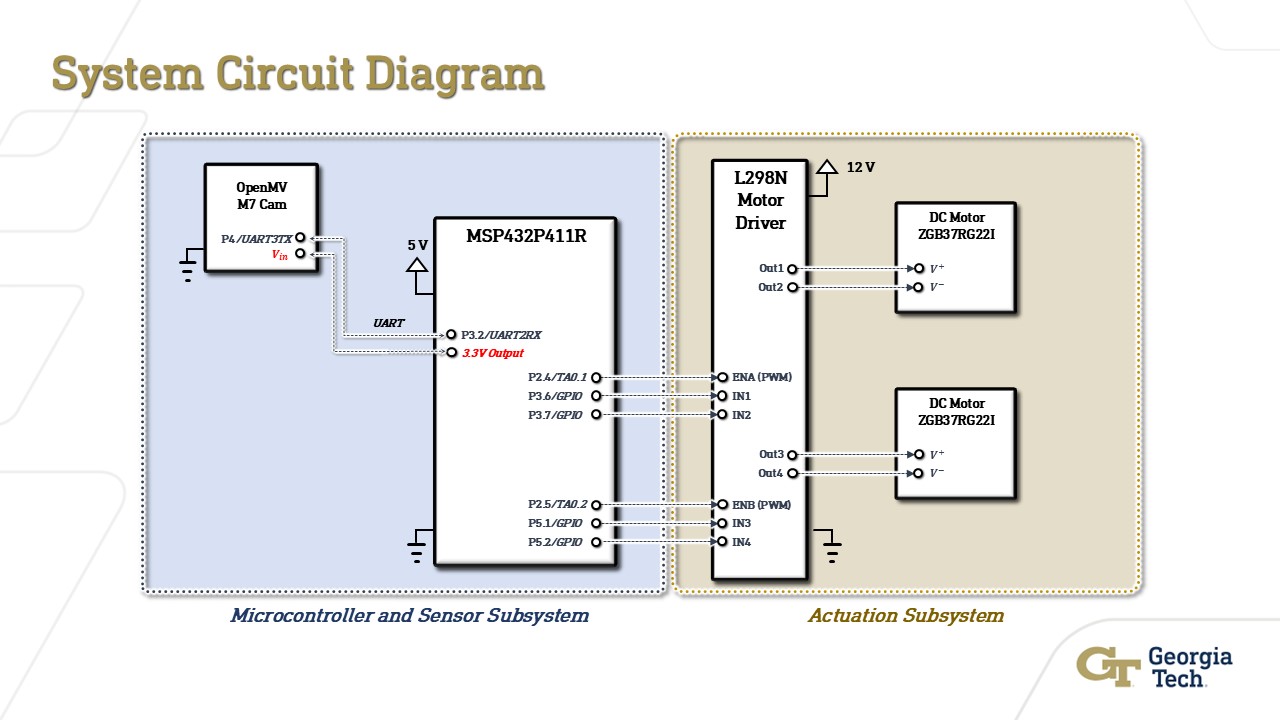 System Circuit Diagram
OpenMV
M7 Cam
P4/UART3TX
Vin
5 V
UART
MSP432P411R
P3.2/UART2RX
3.3V Output
P2.4/TA0.1
P3.6/GPIO
P3.7/GPIO
P2.5/TA0.2
P5.1/GPIO
P5.2/GPIO
L298N
Motor
Driver
12 V
Out1
Out2
ENA (PWM)
IN1
IN2
Out3
Out4
ENB (PWM)
IN3
IN4
DC Motor
ZGB37RG22I
V+
V−
DC Motor
ZGB37RG22I
V+
V−
Microcontroller and Sensor Subsystem
Actuation Subsystem
GT
Georgia
Tech